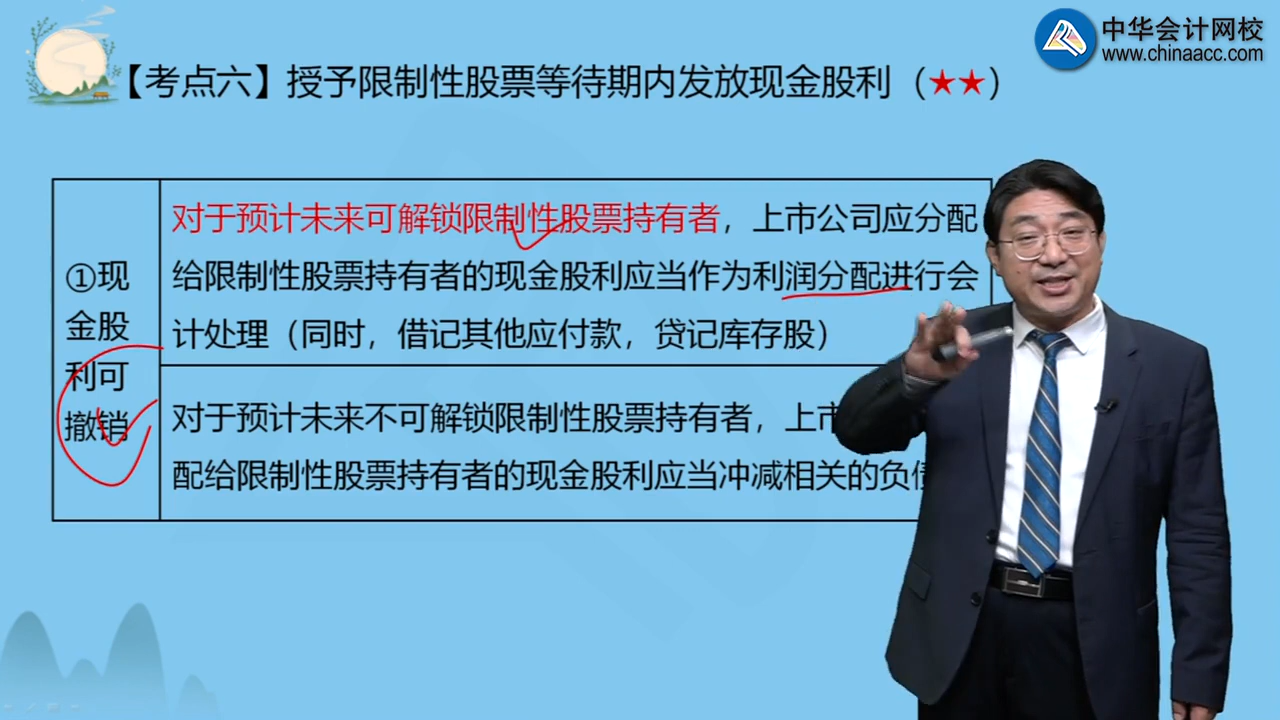 中华会计网校
www.chinaacc.com
【考点六】授予限制性股票等待期内发放现金股利（★★）
①现
金股
利可
撤销
对于预计未来可解锁限制性股票持有者，上市公司应分配
给限制性股票持有者的现金股利应当作为利润分配进行会
计处理（同时，借记其他应付款，贷记库存股）
对于预计未来不可解锁限制性股票持有者，上市
配给限制性股票持有者的现金股利应当冲减相关的负债